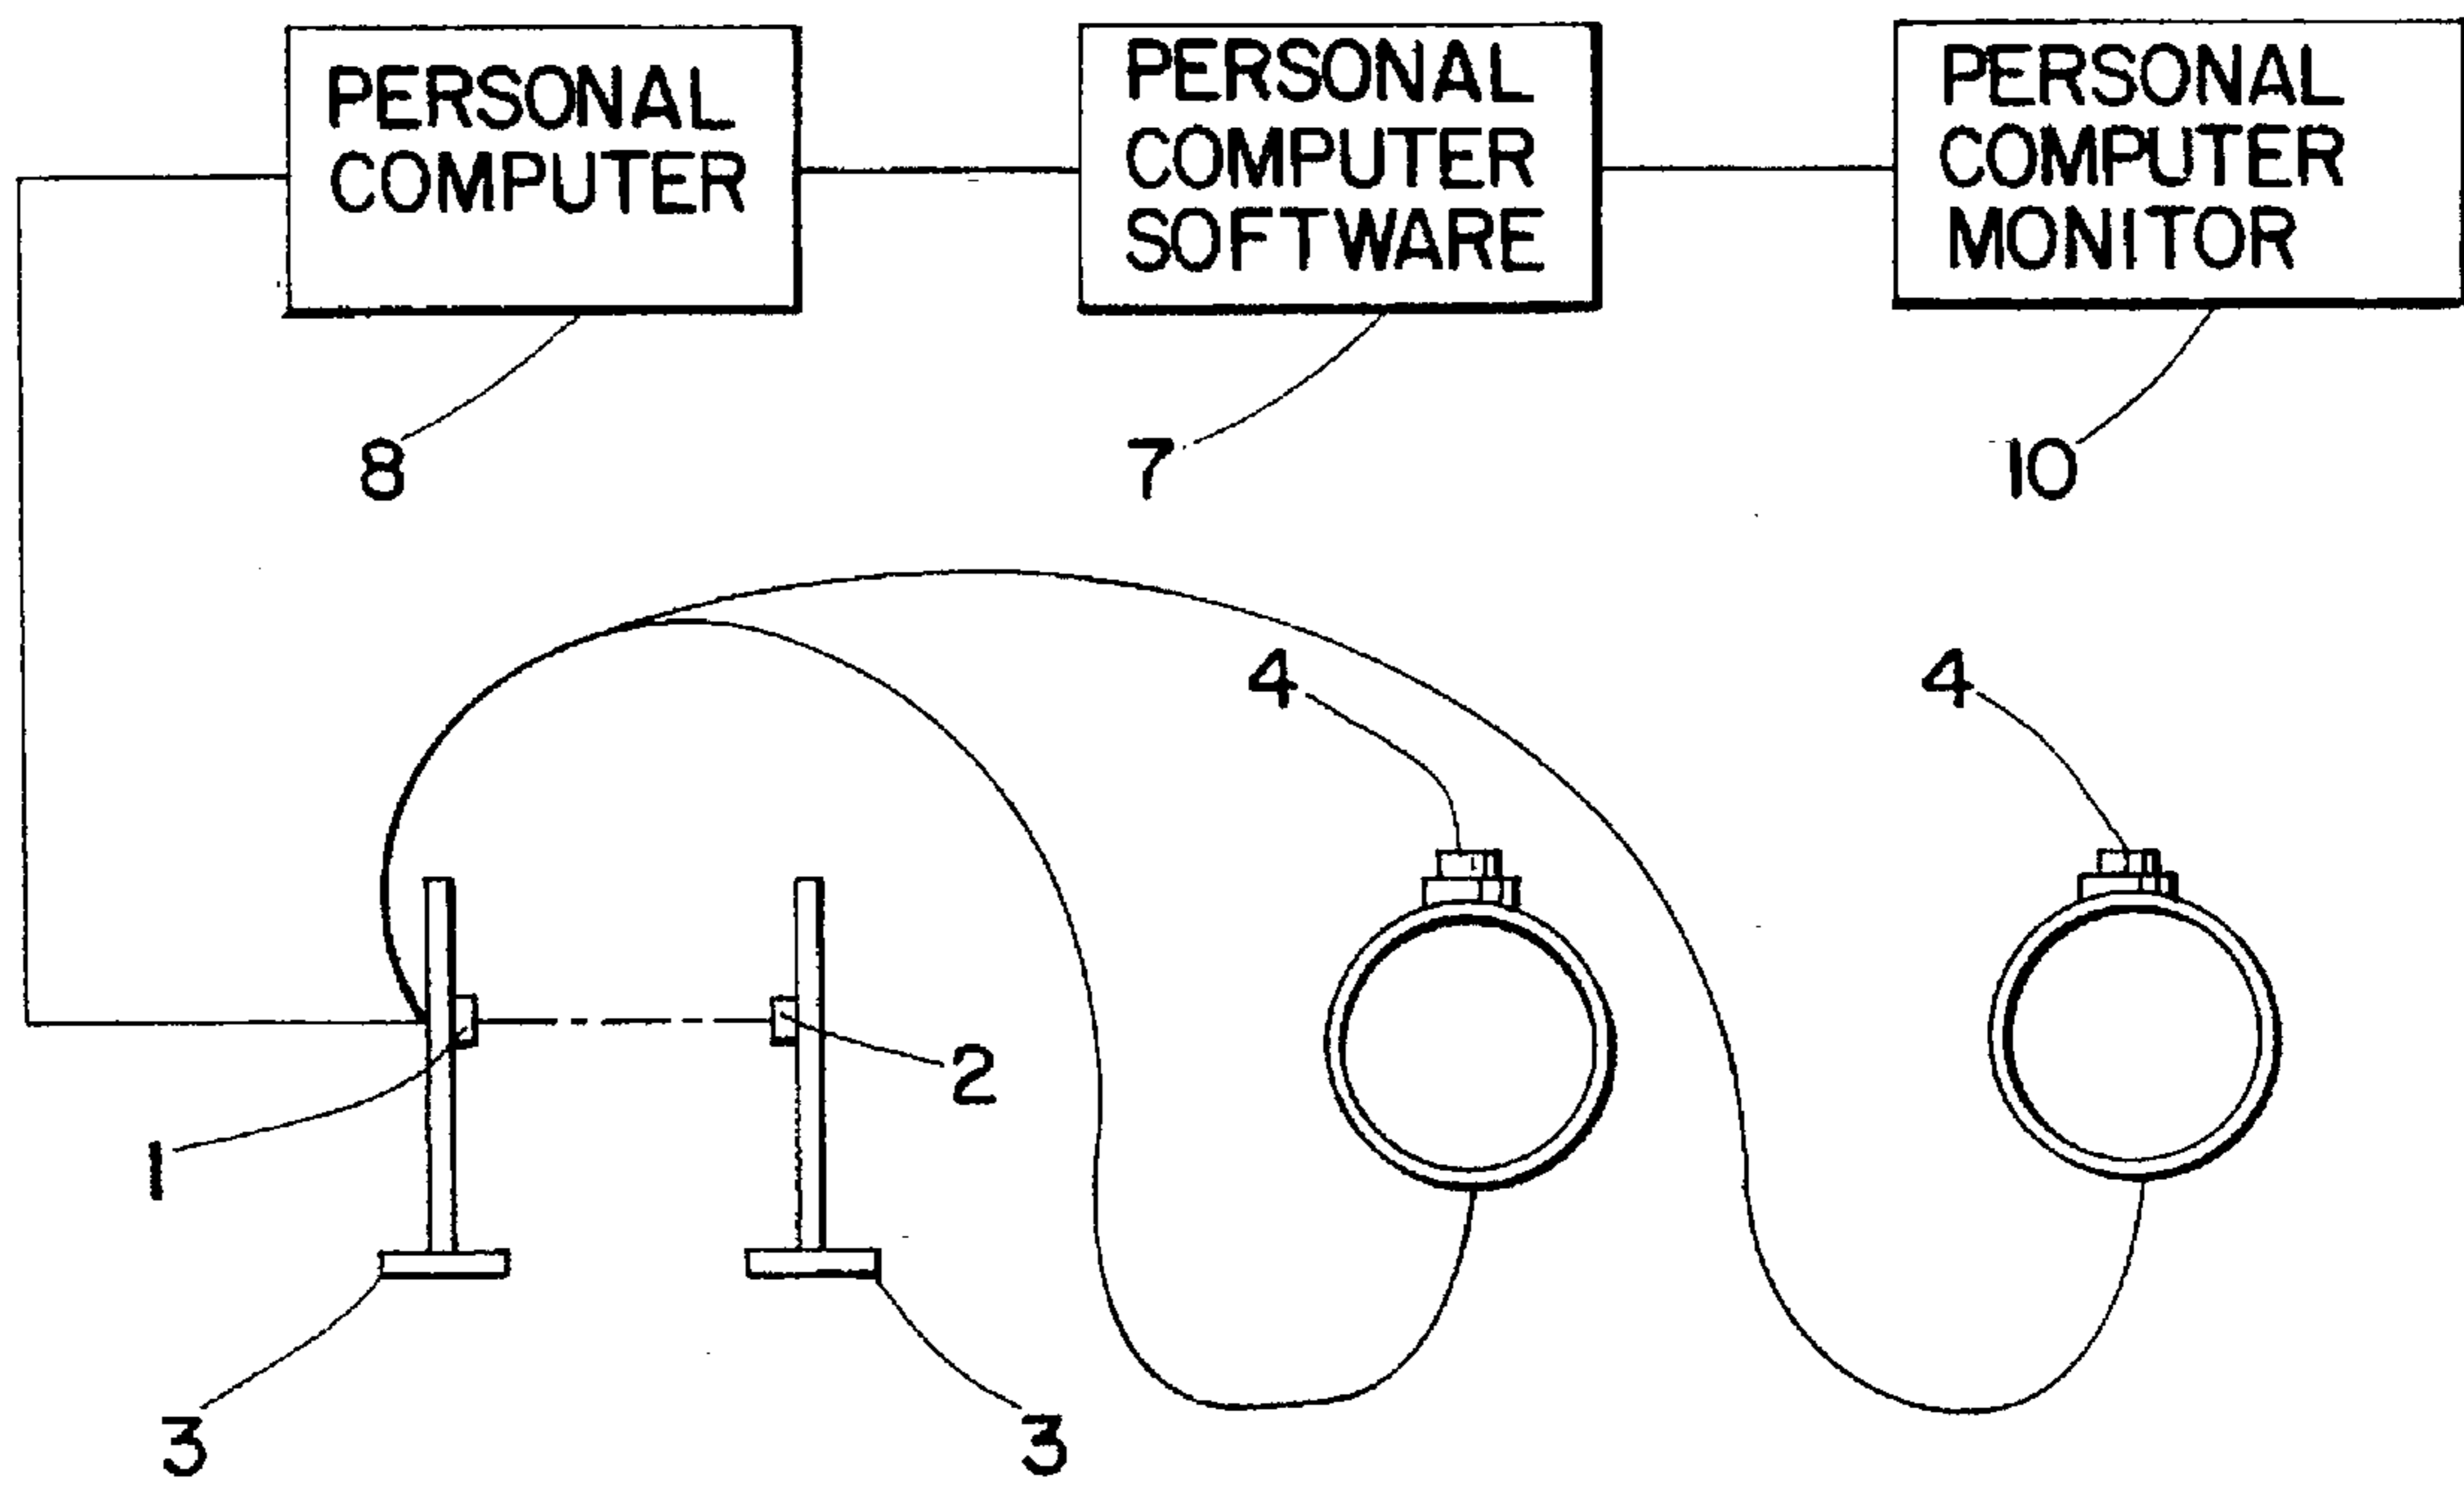 PERSONAL
COMPUTER
PERSONAL
COMPUTER
SOFTWARE
PERSONAL
COMPUTER
MONITOR
8
7
10
4
4
2
1
3
3